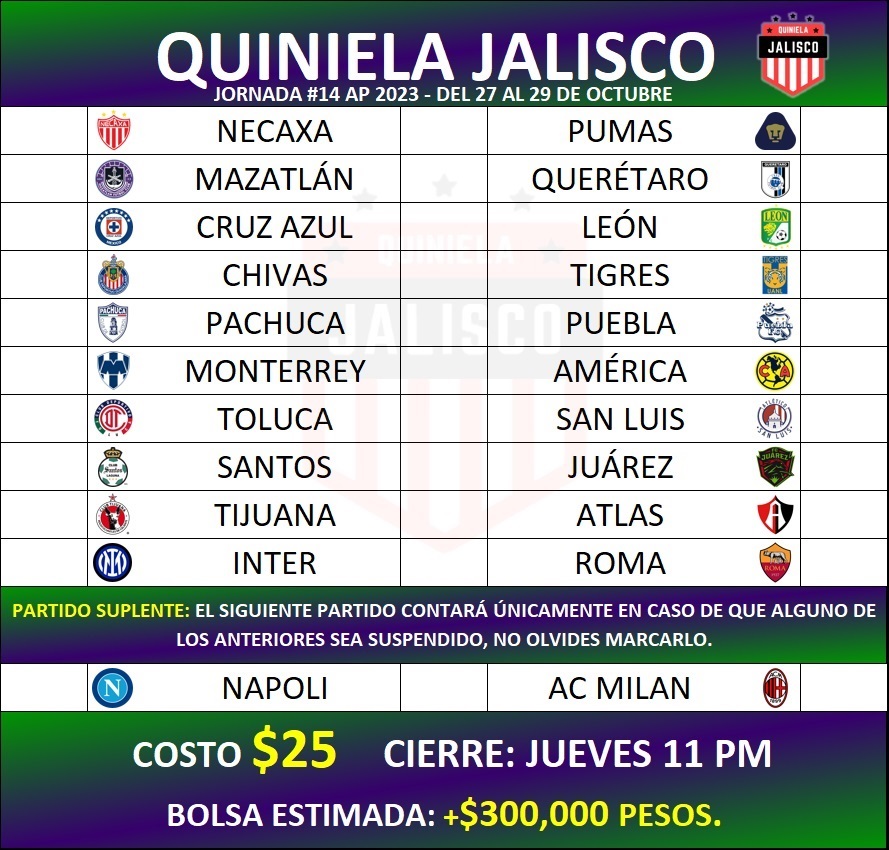 QUINIELA JALISCO
QUINIELA
JALISCO
JORNADA #14 AP 2023 - DEL 27 AL 29 DE OCTUBRE
NECAXA PUMAS
MAZATLÁN QUERÉTARO
CRUZ AZUL LEÓN
CHIVAS TIGRES
PACHUCA PUEBLA
MONTERREY AMÉRICA
TOLUCA SAN LUIS
SANTOS JUÁREZ
TIJUANA ATLAS
INTER ROMA
QUINIELA
JALISCO
PARTIDO SUPLENTE: EL SIGUIENTE PARTIDO CONTARÁ ÚNICAMENTE EN CASO DE QUE ALGUNO DE
LOS ANTERIORES SEA SUSPENDIDO, NO OLVIDES MARCARLO.
NAPOLI AC MILAN
COSTO $25 CIERRE: JUEVES 11 PM
BOLSA ESTIMADA: +$300,000 PESOS.